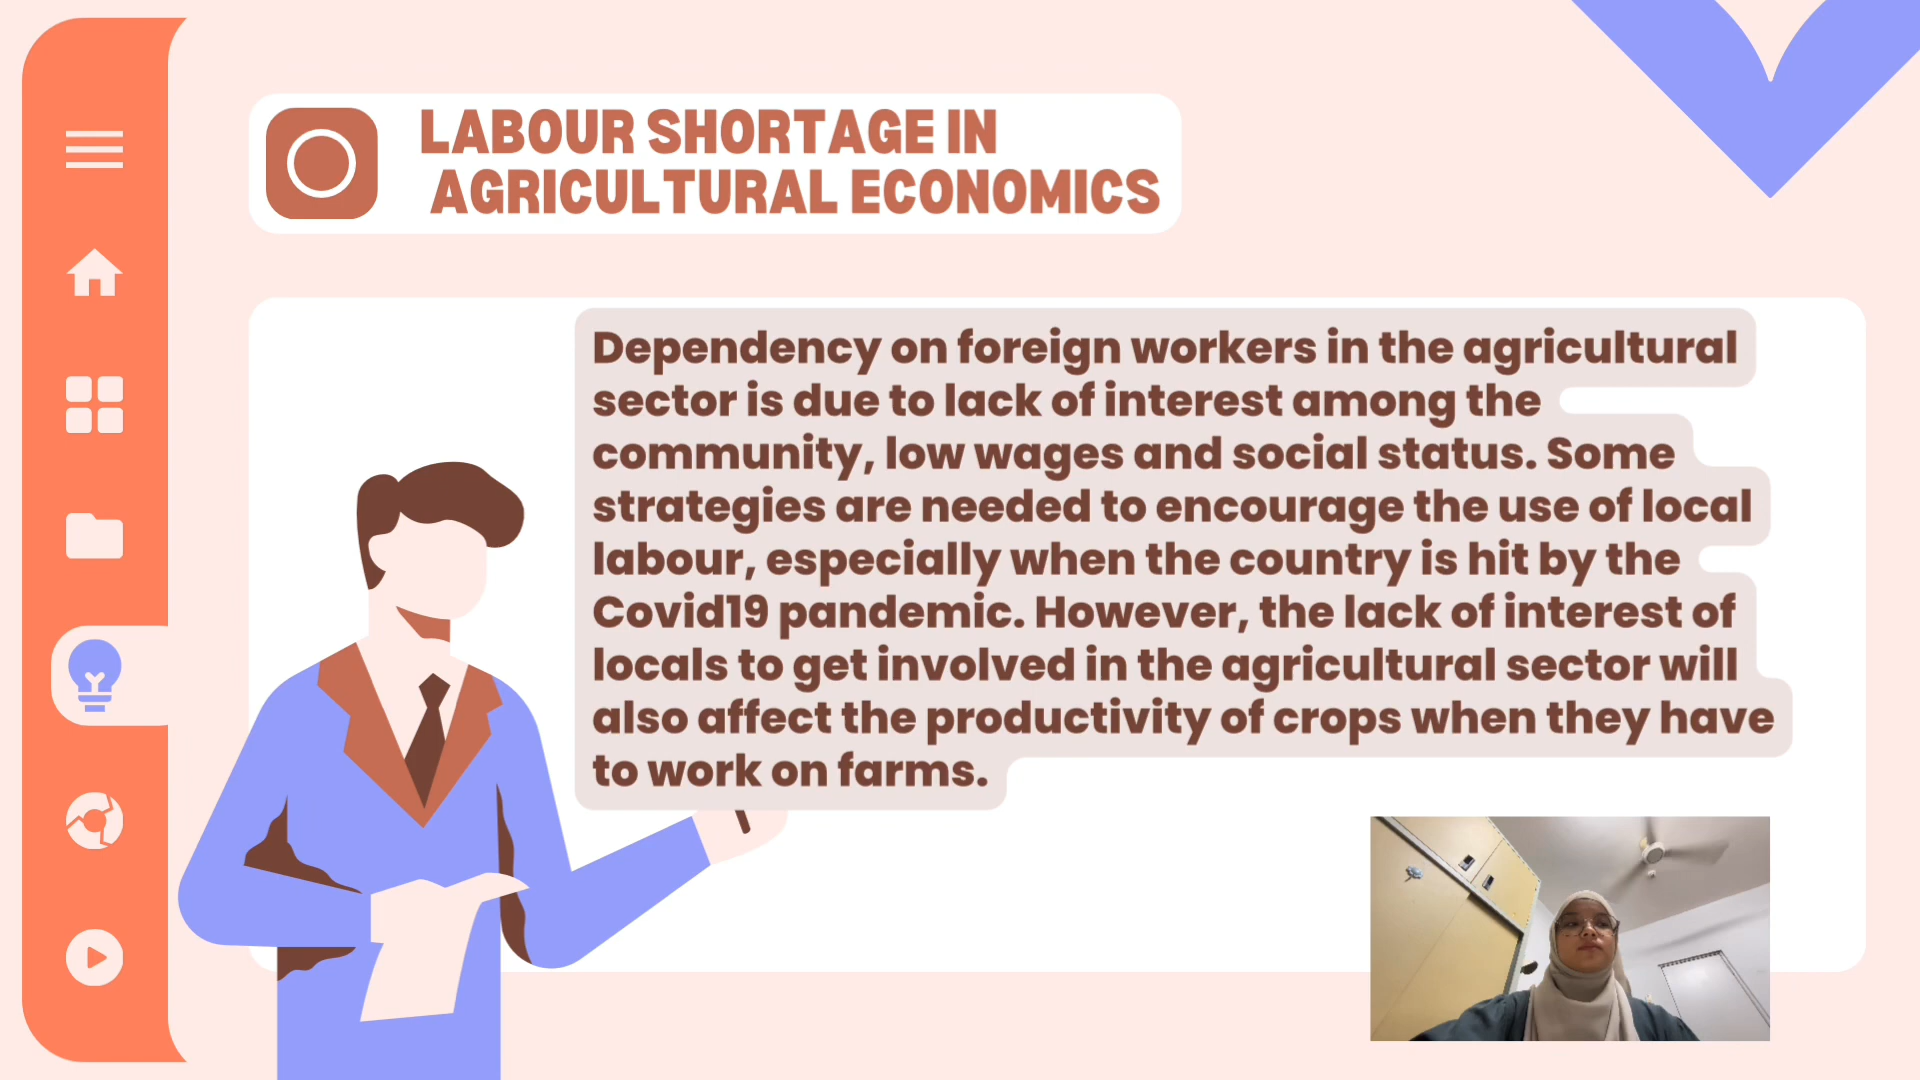 LABOUR SHORTAGE IN
AGRICULTURAL ECONOMICS
Dependency on foreign workers in the agricultural
sector is due to lack of interest among the
community, low wages and social status. Some
strategies are needed to encourage the use of local
labour, especially when the country is hit by the
Covid19 pandemic. However, the lack of interest of
locals to get involved in the agricultural sector will
also affect the productivity of crops when they have
to work on farms.